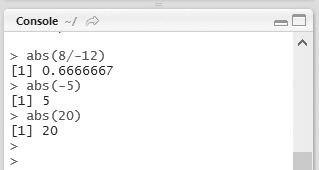 Console ~/
> abs(8/-12)
[1] 0.6666667
> abs(-5)
[1] 5
> abs(20)
[1] 20
>
>